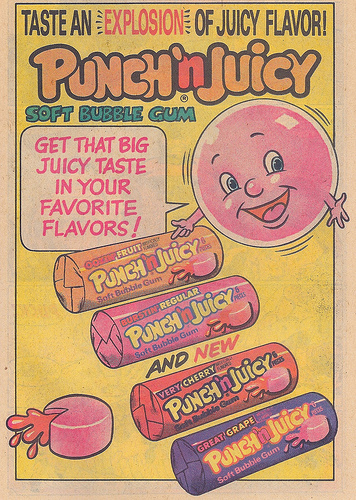 TASTE AN EXPLOSION OF JUICY FLAVOR!
PUNCH 'n JUICY
®
SOFT BUBBLE GUM
GET THAT BIG
JUICY TASTE
IN YOUR
FAVORITE
FLAVORS!
FRUIT
PUNCH 'n JUICY
Soft Bubble Gum
BURSTIN' REGULAR
PUNCH 'n JUICY
Soft Bubble Gum
AND NEW
VERY CHERRY
PUNCH 'n JUICY
Soft Bubble Gum
GREAT GRAPE
PUNCH 'n JUICY
Soft Bubble Gum